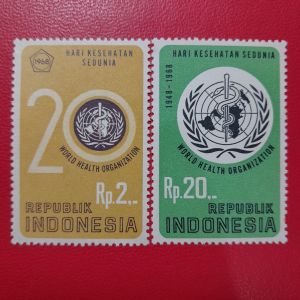 1968
HARI KESEHATAN
SEDUNIA
20
WORLD HEALTH ORGANIZATION
Rp.2,-
REPUBLIK
INDONESIA
HARI KESEHATAN
SEDUNIA
1948-1968
WORLD HEALTH ORGANIZATION
Rp.20,-
REPUBLIK
INDONESIA